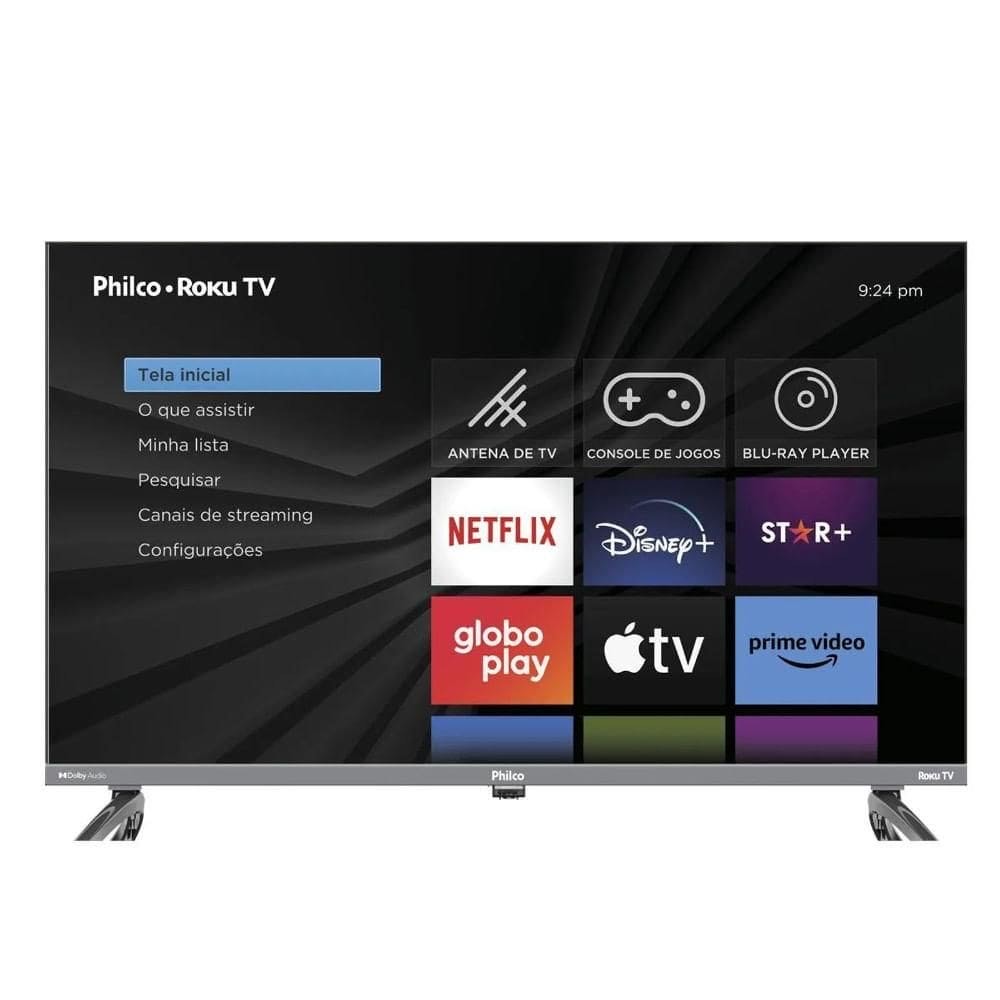 Philco • Roku TV
9:24 pm
Tela inicial
O que assistir
Minha lista
Pesquisar
Canais de streaming
Configurações
ANTENA DE TV
CONSOLE DE JOGOS
BLU-RAY PLAYER
NETFLIX
Disney+
ST★R+
globo
play
tv
prime video
Dolby Audio
Philco
Roku TV